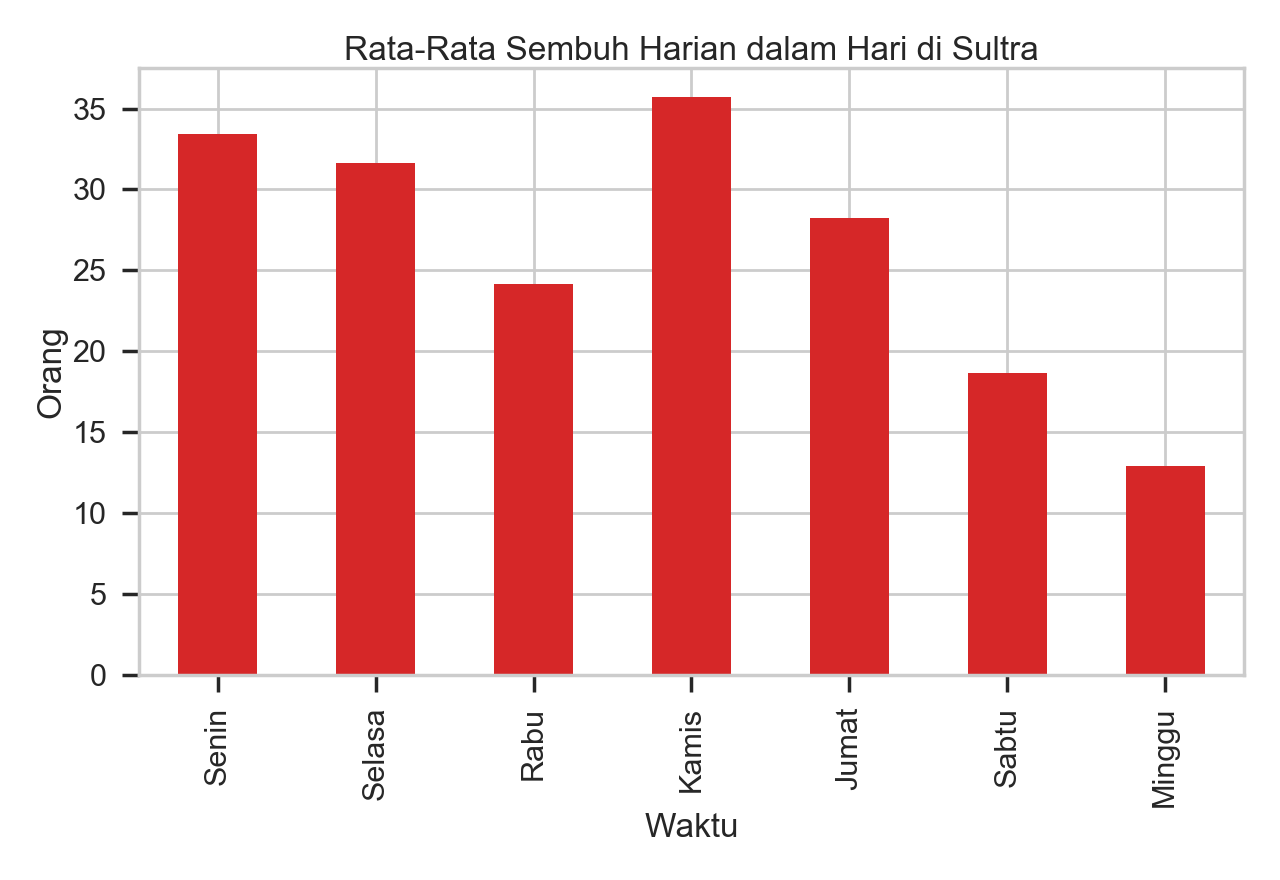 Rata-Rata Sembuh Harian dalam Hari di Sultra
Orang
35
30
25
20
15
10
5
0
Senin
Selasa
Rabu
Kamis
Jumat
Sabtu
Minggu
Waktu